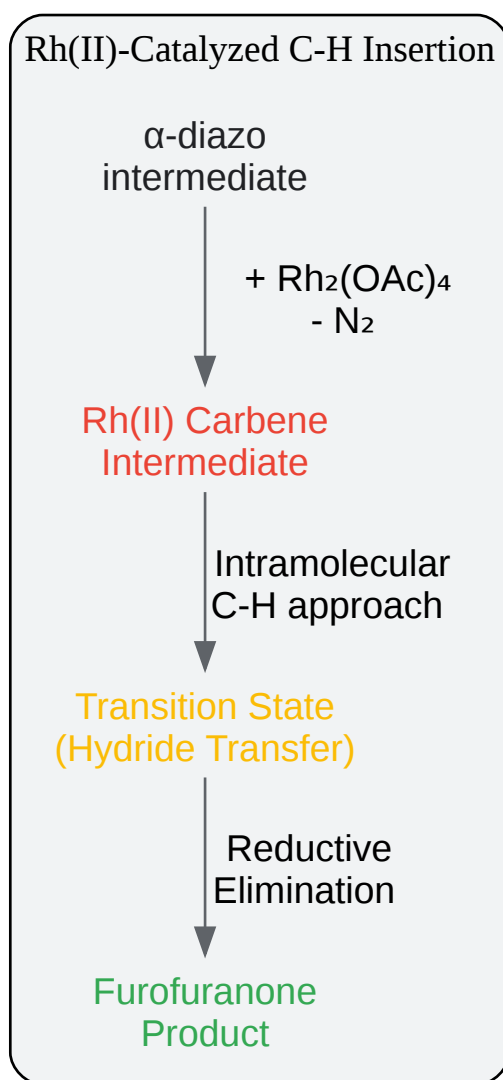 Rh(II)-Catalyzed C-H Insertion
α-diazo
intermediate
+ Rh₂(OAc)₄
- N₂
Rh(II) Carbene
Intermediate
Intramolecular
C-H approach
Transition State
(Hydride Transfer)
Reductive
Elimination
Furofuranone
Product